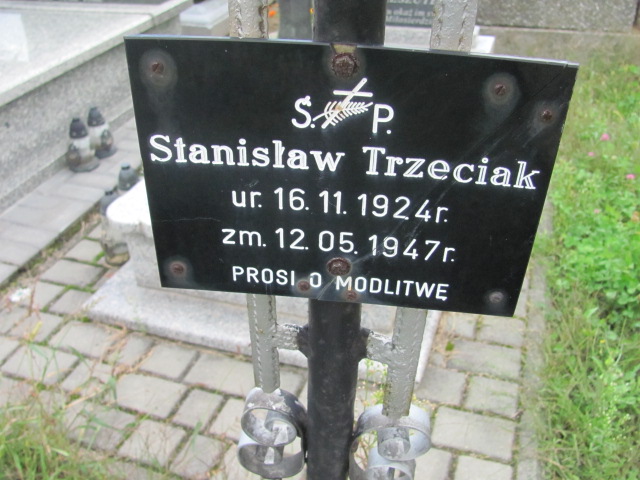 Ś. P.
Stanisław Trzeciak
ur. 16. 11. 1924r.
zm. 12. 05. 1947r.
PROSI O MODLITWĘ